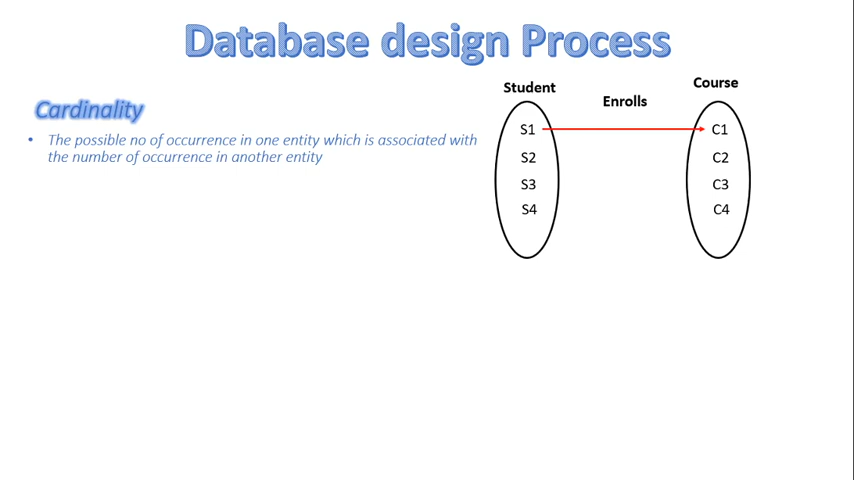 Database design Process
Cardinality
• The possible no of occurrence in one entity which is associated with
the number of occurrence in another entity
Student
Enrolls
Course
S1
S2
S3
S4
C1
C2
C3
C4